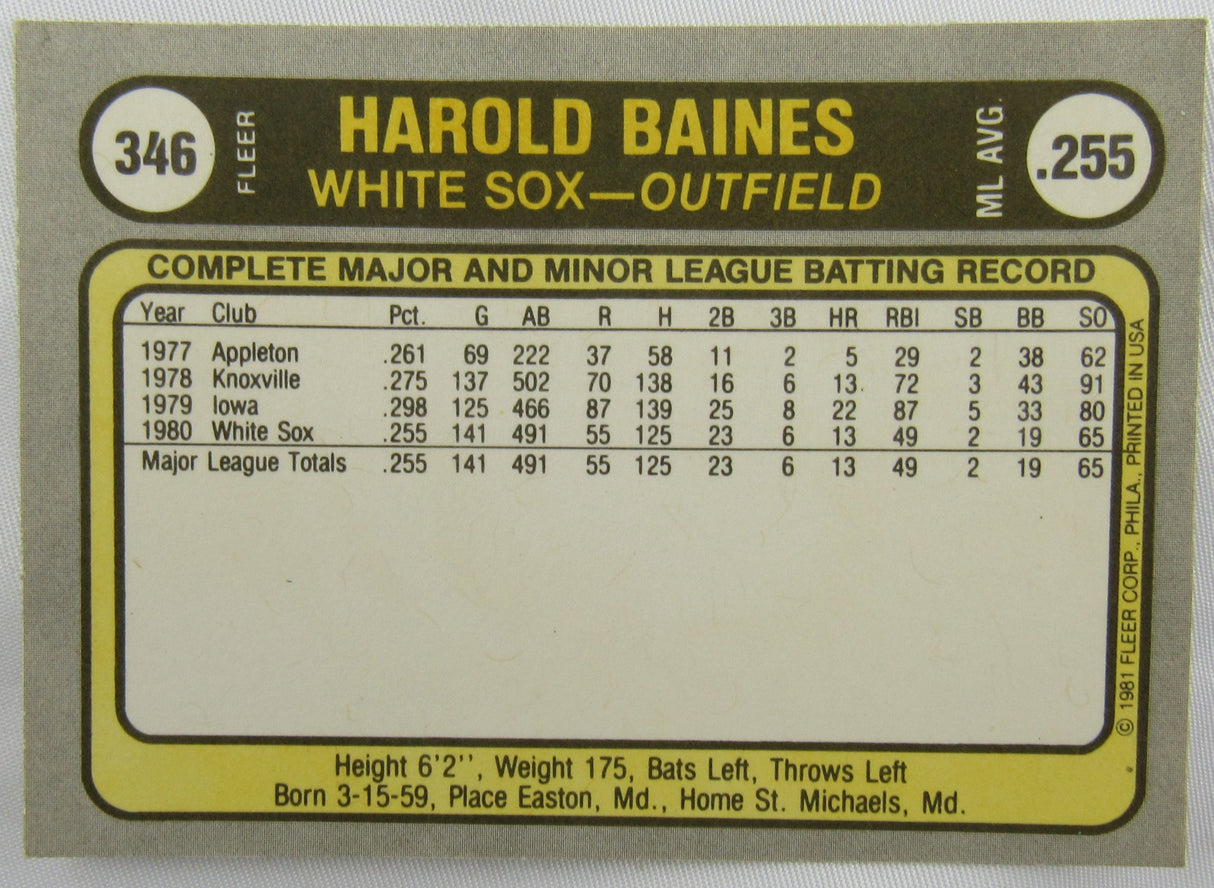 346 FLEER HAROLD BAINES ML AVG. .255
WHITE SOX—OUTFIELD
COMPLETE MAJOR AND MINOR LEAGUE BATTING RECORD
Year Club Pct. G AB R H 2B 3B HR RBI SB BB SO
1977 Appleton .261 69 222 37 58 11 2 5 29 2 38 62
1978 Knoxville .275 137 502 70 138 16 6 13 72 3 43 91
1979 Iowa .298 125 466 87 139 25 8 22 87 5 33 80
1980 White Sox .255 141 491 55 125 23 6 13 49 2 19 65
Major League Totals .255 141 491 55 125 23 6 13 49 2 19 65
© 1981 FLEER CORP., PHILA., PRINTED IN USA
Height 6'2'', Weight 175, Bats Left, Throws Left
Born 3-15-59, Place Easton, Md., Home St. Michaels, Md.